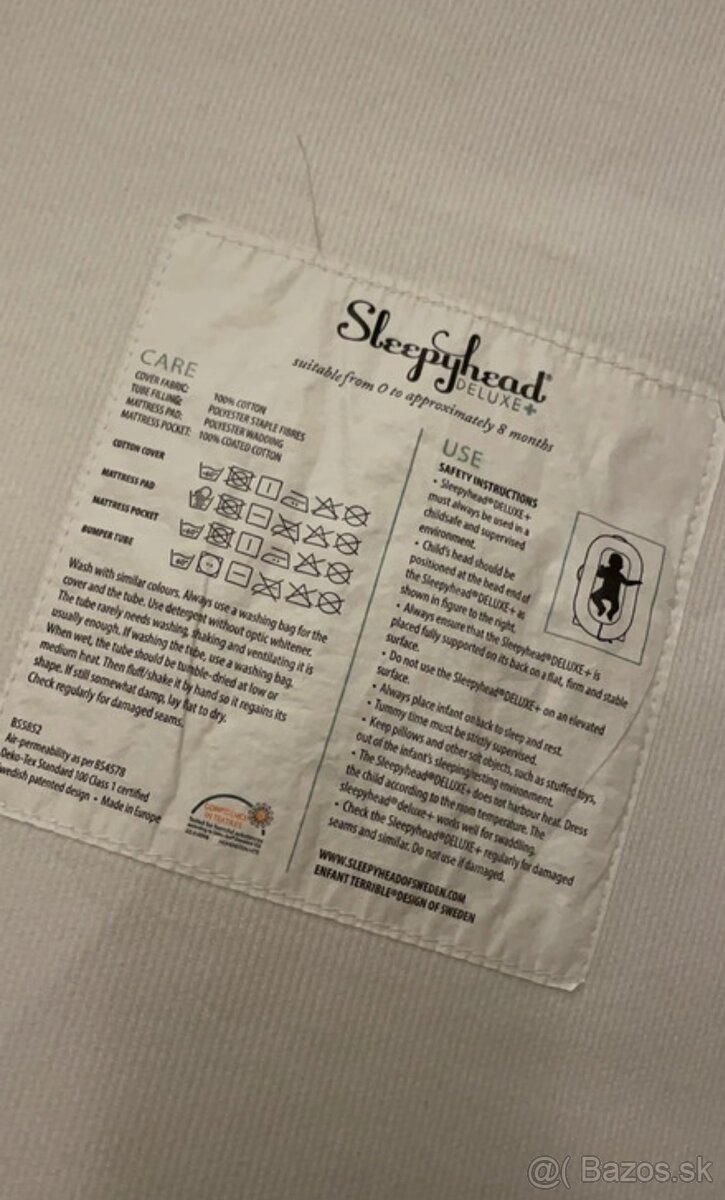 Sleepyhead®
DELUXE+
suitable from 0 to approximately 8 months
CARE
COVER FABRIC: 100% COTTON
TUBE FILLING: POLYESTER STAPLE FIBRES
MATTRESS PAD: POLYESTER WADDING
MATTRESS POCKET: 100% COATED COTTON
COTTON COVER
MATTRESS PAD
MATTRESS POCKET
BUMPER TUBE
Wash with similar colours. Always use a washing bag for the
cover and the tube. Use detergent without optic whitener.
The tube rarely needs washing, shaking and ventilating it is
usually enough. If washing the tube, use a washing bag.
When wet, the tube should be tumble-dried at low or
medium heat. Then fluff/shake it by hand so it regains its
shape. If still somewhat damp, lay flat to dry.
Check regularly for damaged seams.
BS5852
Air-permeability as per BS4578
Oeko-Tex Standard 100 Class 1 certified
Swedish patented design • Made in Europe
CONFIDENCE
IN TEXTILES
USE
SAFETY INSTRUCTIONS
• Sleepyhead®DELUXE+
must always be used in a
childsafe and supervised
environment.
• Child's head should be
positioned at the head end of
the Sleepyhead®DELUXE+ as
shown in figure to the right.
• Always ensure that the Sleepyhead®DELUXE+ is
placed fully supported on its back on a flat, firm and stable
surface.
• Do not use the Sleepyhead®DELUXE+ on an elevated
surface.
• Always place infant on back to sleep and rest.
• Tummy time must be strictly supervised.
• Keep pillows and other soft objects, such as stuffed toys,
out of the infant's sleeping/resting environment.
• The Sleepyhead®DELUXE+ does not harbour heat. Dress
the child according to the room temperature. The
sleepyhead® deluxe+ works well for swaddling.
• Check the Sleepyhead®DELUXE+ regularly for damaged
seams and similar. Do not use if damaged.
WWW.SLEEPYHEADOFSWEDEN.COM
ENFANT TERRIBLE® DESIGN OF SWEDEN
@( Bazos.sk